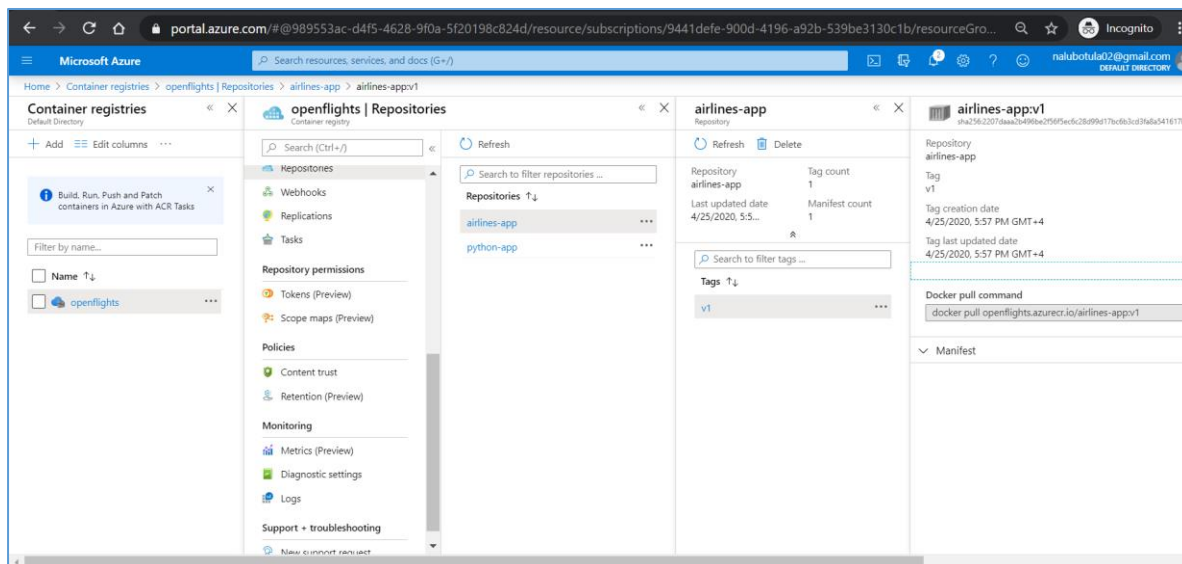 portal.azure.com/#@989553ac-d4f5-4628-9f0a-5f20198c824d/resource/subscriptions/9441defe-900d-4196-a92b-539be3130c1b/resourceGro... Incognito
Microsoft Azure
Search resources, services, and docs (G+/)
2
nalubotula02@gmail.com
DEFAULT DIRECTORY
Home > Container registries > openflights | Repositories > airlines-app > airlines-app:v1
Container registries
Default Directory
+ Add Edit columns ...
Build, Run, Push and Patch
containers in Azure with ACR Tasks
Filter by name...
Name ↑↓
openflights ...
openflights | Repositories
Container registry
Search (Ctrl+/)
Repositories
Webhooks
Replications
Tasks
Repository permissions
Tokens (Preview)
Scope maps (Preview)
Policies
Content trust
Retention (Preview)
Monitoring
Metrics (Preview)
Diagnostic settings
Logs
Support + troubleshooting
New support request
Refresh
Search to filter repositories ...
Repositories ↑↓
airlines-app ...
python-app ...
airlines-app
Repository
Refresh Delete
Repository Tag count
airlines-app 1
Last updated date Manifest count
4/25/2020, 5:5... 1
Search to filter tags ...
Tags ↑↓
v1 ...
airlines-app:v1
Repository
airlines-app
Tag
v1
Tag creation date
4/25/2020, 5:57 PM GMT+4
Tag last updated date
4/25/2020, 5:57 PM GMT+4
Docker pull command
docker pull openflights.azurecr.io/airlines-app:v1
Manifest